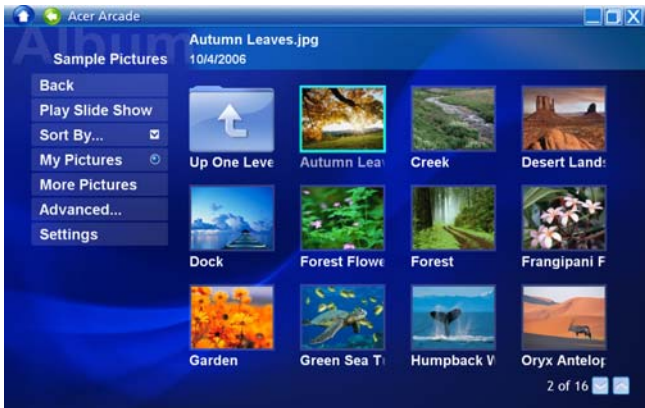 Acer Arcade
Album
Autumn Leaves.jpg
Sample Pictures
10/4/2006
Back
Play Slide Show
Sort By...
My Pictures
More Pictures
Advanced...
Settings
Up One Leve
Autumn Lea
Creek
Desert Lands
Dock
Forest Flowe
Forest
Frangipani F
Garden
Green Sea T
Humpback W
Oryx Antelop
2 of 16